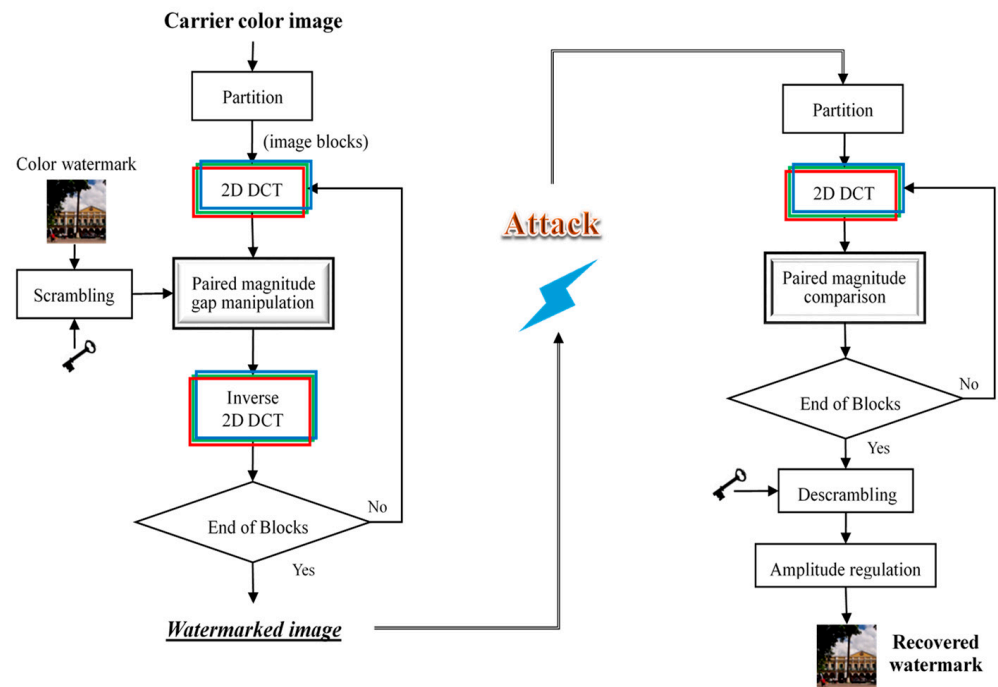 Carrier color image
Partition
(image blocks)
Color watermark
2D DCT
Scrambling
Paired magnitude
gap manipulation
Inverse
2D DCT
No
End of Blocks
Yes
Watermarked image
Attack
Partition
2D DCT
Paired magnitude
comparison
No
End of Blocks
Yes
Descrambling
Amplitude regulation
Recovered
watermark